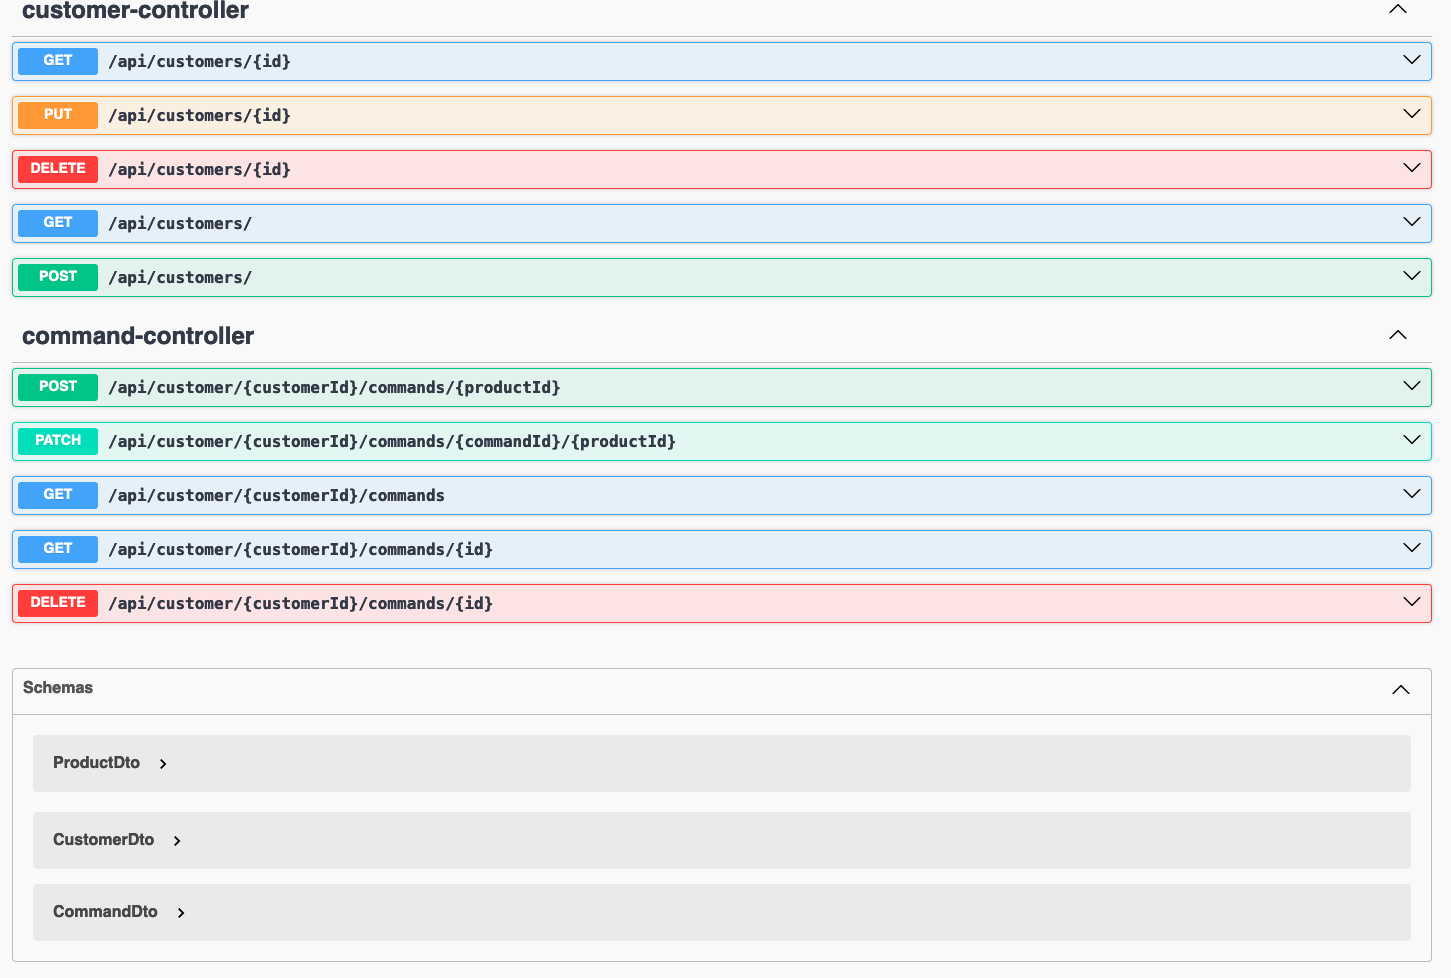 customer-controller
GET /api/customers/{id}
PUT /api/customers/{id}
DELETE /api/customers/{id}
GET /api/customers/
POST /api/customers/
command-controller
POST /api/customer/{customerId}/commands/{productId}
PATCH /api/customer/{customerId}/commands/{commandId}/{productId}
GET /api/customer/{customerId}/commands
GET /api/customer/{customerId}/commands/{id}
DELETE /api/customer/{customerId}/commands/{id}
Schemas
ProductDto
CustomerDto
CommandDto